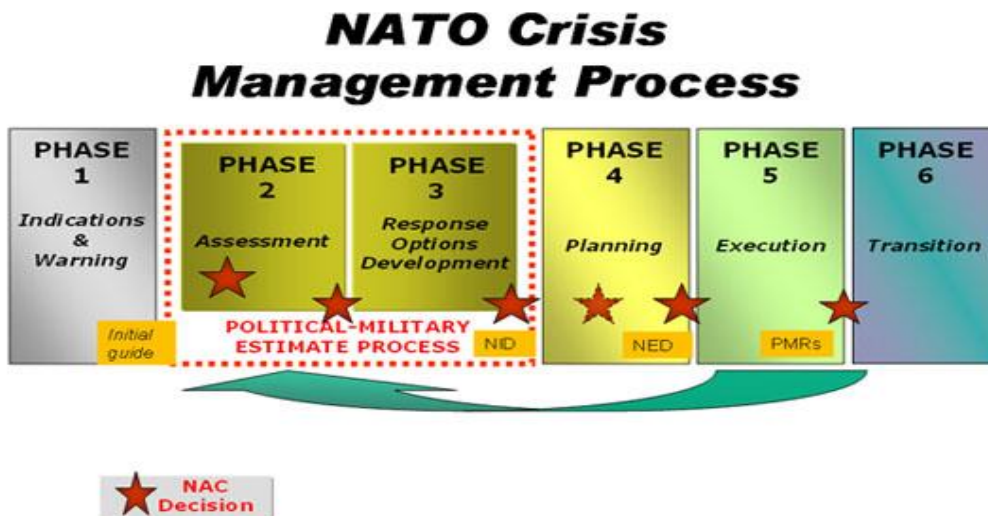 NATO Crisis
Management Process
PHASE
1
Indications
&
Warning
Initial
guide
PHASE
2
Assessment
PHASE
3
Response
Options
Development
POLITICAL-MILITARY
ESTIMATE PROCESS
NID
PHASE
4
Planning
NED
PHASE
5
Execution
PMRs
PHASE
6
Transition
NAC
Decision